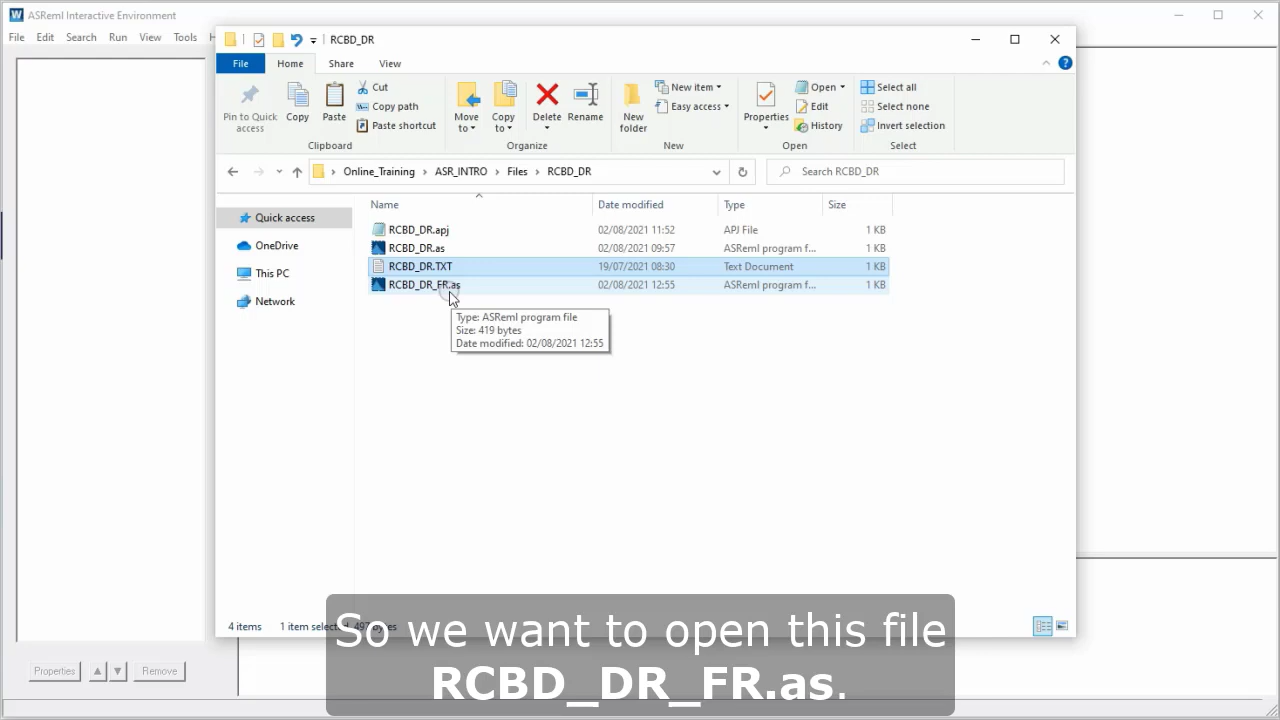 ASReml Interactive Environment
File Edit Search Run View Tools
RCBD_DR
File Home Share View
Pin to Quick access
Copy
Paste
Cut
Copy path
Paste shortcut
Clipboard
Move to
Copy to
Delete
Rename
Organize
New folder
New item
Easy access
New
Properties
Open
Edit
History
Open
Select all
Select none
Invert selection
Select
Online_Training > ASR_INTRO > Files > RCBD_DR
Search RCBD_DR
Quick access
OneDrive
This PC
Network
Name Date modified Type Size
RCBD_DR.apj 02/08/2021 11:52 APJ File 1 KB
RCBD_DR.as 02/08/2021 09:57 ASReml program f... 1 KB
RCBD_DR.TXT 19/07/2021 08:30 Text Document 1 KB
RCBD_DR_FR.as 02/08/2021 12:55 ASReml program f... 1 KB
Type: ASReml program file
Size: 419 bytes
Date modified: 02/08/2021 12:55
4 items 1 item selected 497 bytes
Properties Remove
So we want to open this file
RCBD_DR_FR.as.